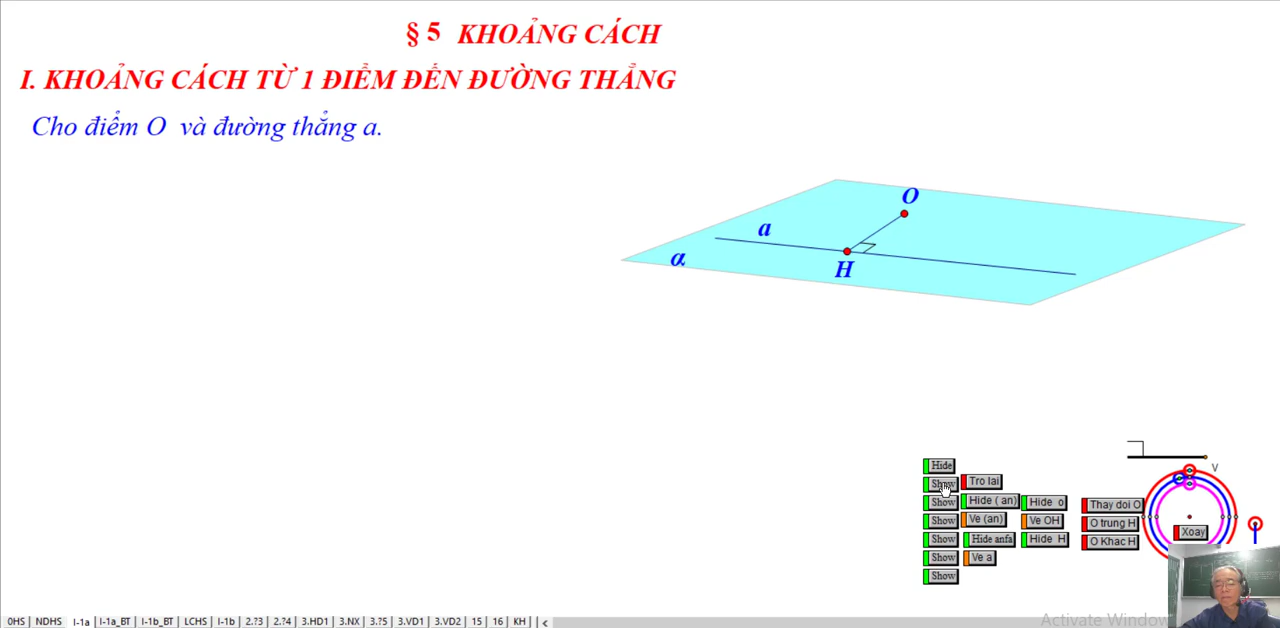 § 5 KHOẢNG CÁCH
I. KHOẢNG CÁCH TỪ 1 ĐIỂM ĐẾN ĐƯỜNG THẲNG
Cho điểm O và đường thẳng a.
O
a
α
H
Hide
Show Tro lai
Show Hide ( an) Hide o Thay doi O
Show Ve (an) Ve OH O trung H
Show Hide anfa Hide H O Khac H
Show Ve a
Show
V
Xoay
Activate Window
0HS | NDHS I-1a I-1a_BT | I-1b_BT | LCHS | I-1b | 2.?3 | 2.?4 | 3.HD1 | 3.NX | 3.?5 | 3.VD1 | 3.VD2 | 15 | 16 | KH |